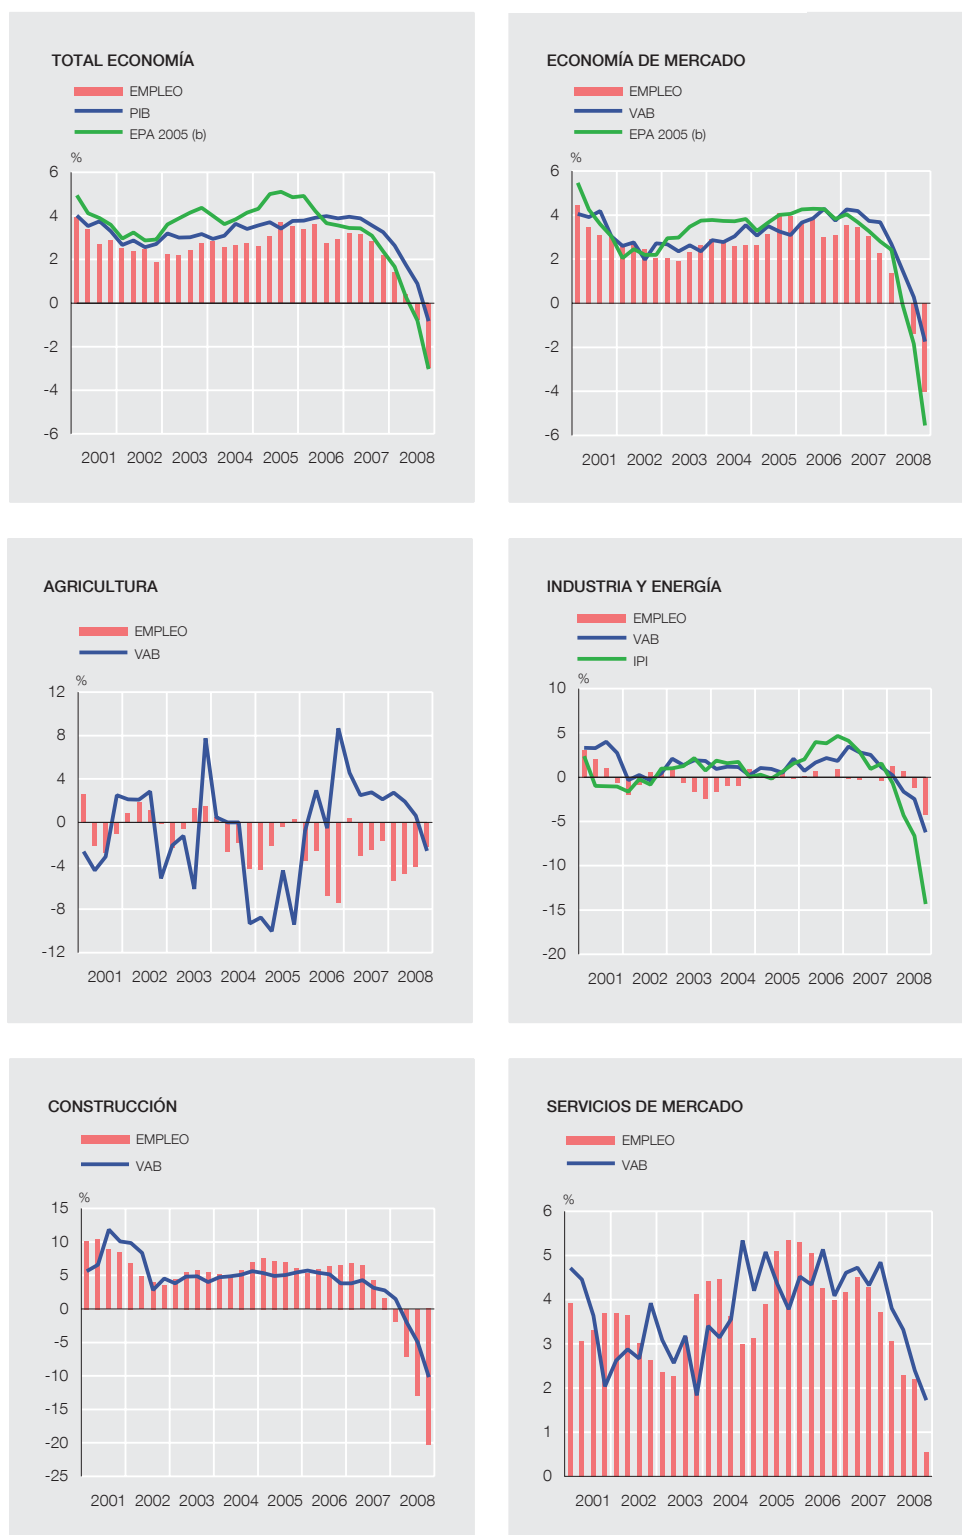 TOTAL ECONOMÍA
EMPLEO
PIB
EPA 2005 (b)
%
6
4
2
0
-2
-4
-6
2001 2002 2003 2004 2005 2006 2007 2008
ECONOMÍA DE MERCADO
EMPLEO
VAB
EPA 2005 (b)
%
6
4
2
0
-2
-4
-6
2001 2002 2003 2004 2005 2006 2007 2008
AGRICULTURA
EMPLEO
VAB
%
12
8
4
0
-4
-8
-12
2001 2002 2003 2004 2005 2006 2007 2008
INDUSTRIA Y ENERGÍA
EMPLEO
VAB
IPI
%
10
5
0
-5
-10
-15
-20
2001 2002 2003 2004 2005 2006 2007 2008
CONSTRUCCIÓN
EMPLEO
VAB
%
15
10
5
0
-5
-10
-15
-20
-25
2001 2002 2003 2004 2005 2006 2007 2008
SERVICIOS DE MERCADO
EMPLEO
VAB
%
6
5
4
3
2
1
0
2001 2002 2003 2004 2005 2006 2007 2008